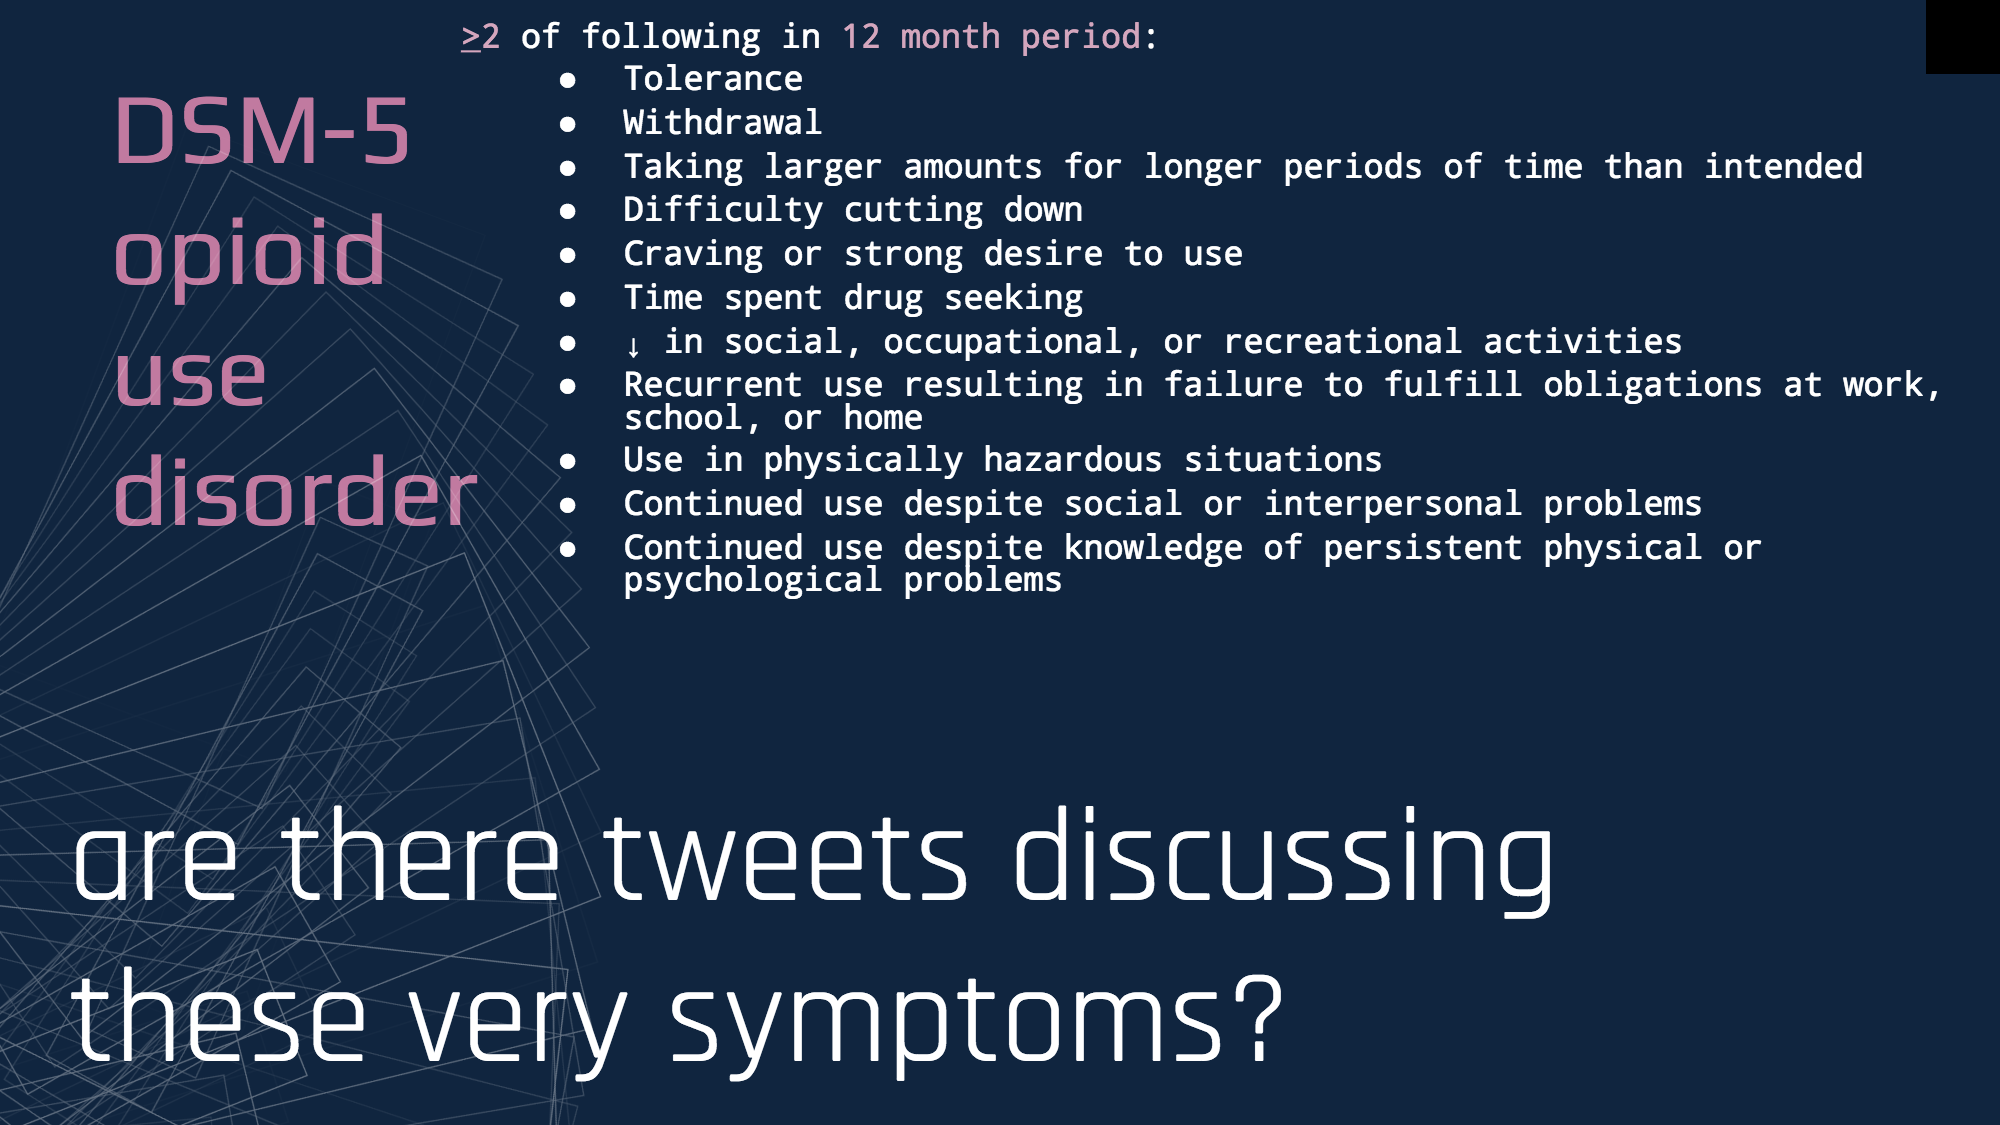 DSM-5
opioid
use
disorder
≥2 of following in 12 month period:
● Tolerance
● Withdrawal
● Taking larger amounts for longer periods of time than intended
● Difficulty cutting down
● Craving or strong desire to use
● Time spent drug seeking
● ↓ in social, occupational, or recreational activities
● Recurrent use resulting in failure to fulfill obligations at work,
school, or home
● Use in physically hazardous situations
● Continued use despite social or interpersonal problems
● Continued use despite knowledge of persistent physical or
psychological problems
are there tweets discussing
these very symptoms?